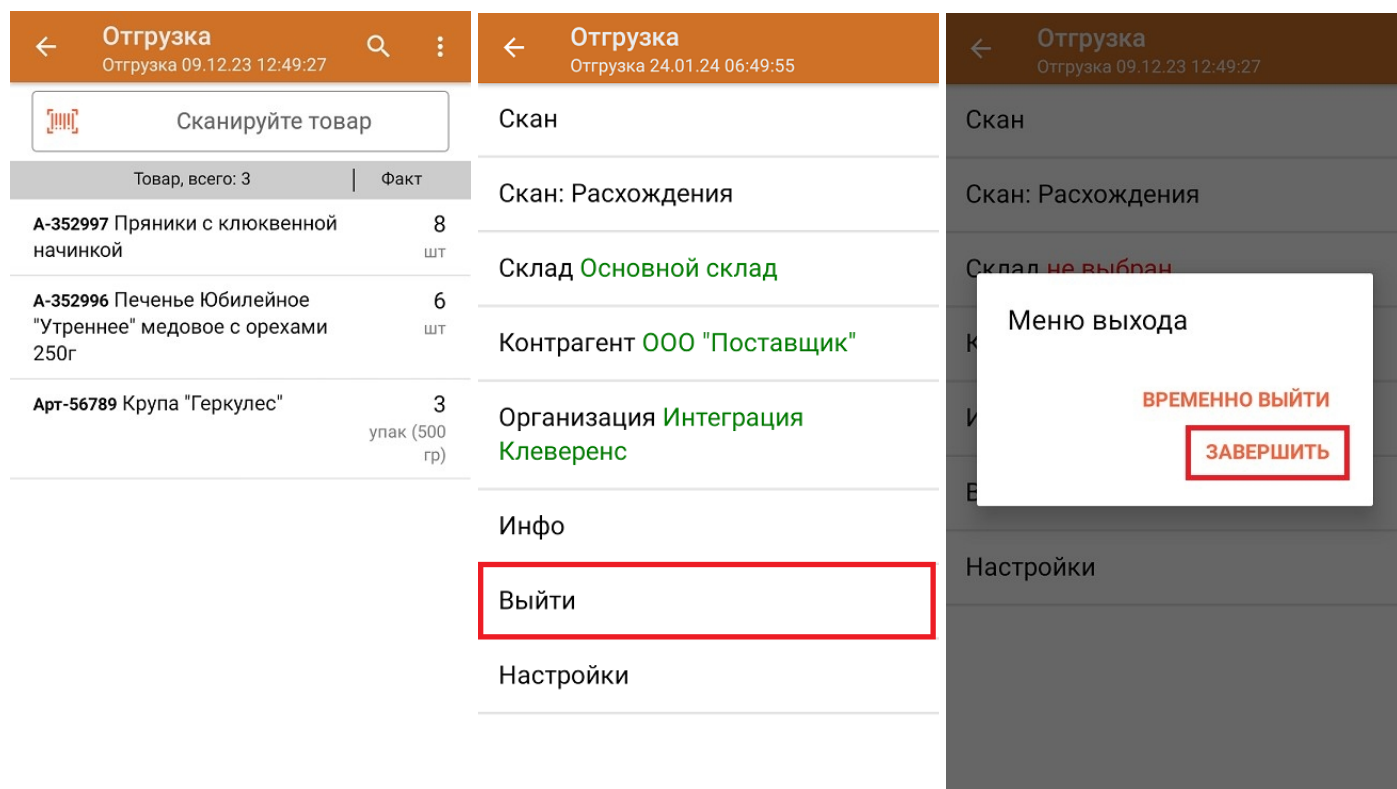 Отгрузка
Отгрузка 09.12.23 12:49:27
Сканируйте товар
Товар, всего: 3 Факт
А-352997 Пряники с клюквенной 8
начинкой шт
А-352996 Печенье Юбилейное 6
"Утреннее" медовое с орехами шт
250г
Арт-56789 Крупа "Геркулес" 3
упак (500
гр)
Отгрузка
Отгрузка 24.01.24 06:49:55
Скан
Скан: Расхождения
Склад Основной склад
Контрагент ООО "Поставщик"
Организация Интеграция
Клеверенс
Инфо
Выйти
Настройки
Отгрузка
Отгрузка 09.12.23 12:49:27
Скан
Скан: Расхождения
Склад не выбран
Меню выхода
ВРЕМЕННО ВЫЙТИ
ЗАВЕРШИТЬ
Настройки